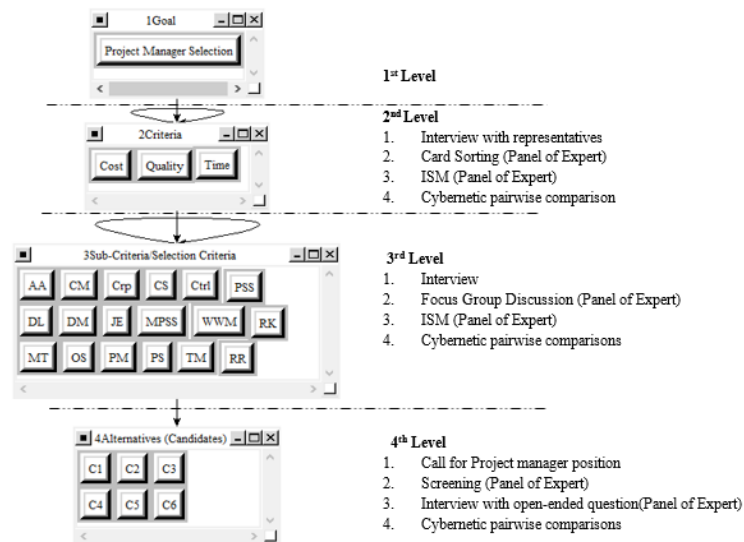 1Goal
Project Manager Selection
1st Level
2nd Level
2Criteria
Cost Quality Time
1. Interview with representatives
2. Card Sorting (Panel of Expert)
3. ISM (Panel of Expert)
4. Cybernetic pairwise comparison
3Sub-Criteria/Selection Criteria
AA CM Crp CS Ctrl PSS
DL DM JE MPSS WWM RK
MT OS PM PS TM RR
3rd Level
1. Interview
2. Focus Group Discussion (Panel of Expert)
3. ISM (Panel of Expert)
4. Cybernetic pairwise comparisons
4Alternatives (Candidates)
C1 C2 C3
C4 C5 C6
4th Level
1. Call for Project manager position
2. Screening (Panel of Expert)
3. Interview with open-ended question(Panel of Expert)
4. Cybernetic pairwise comparisons